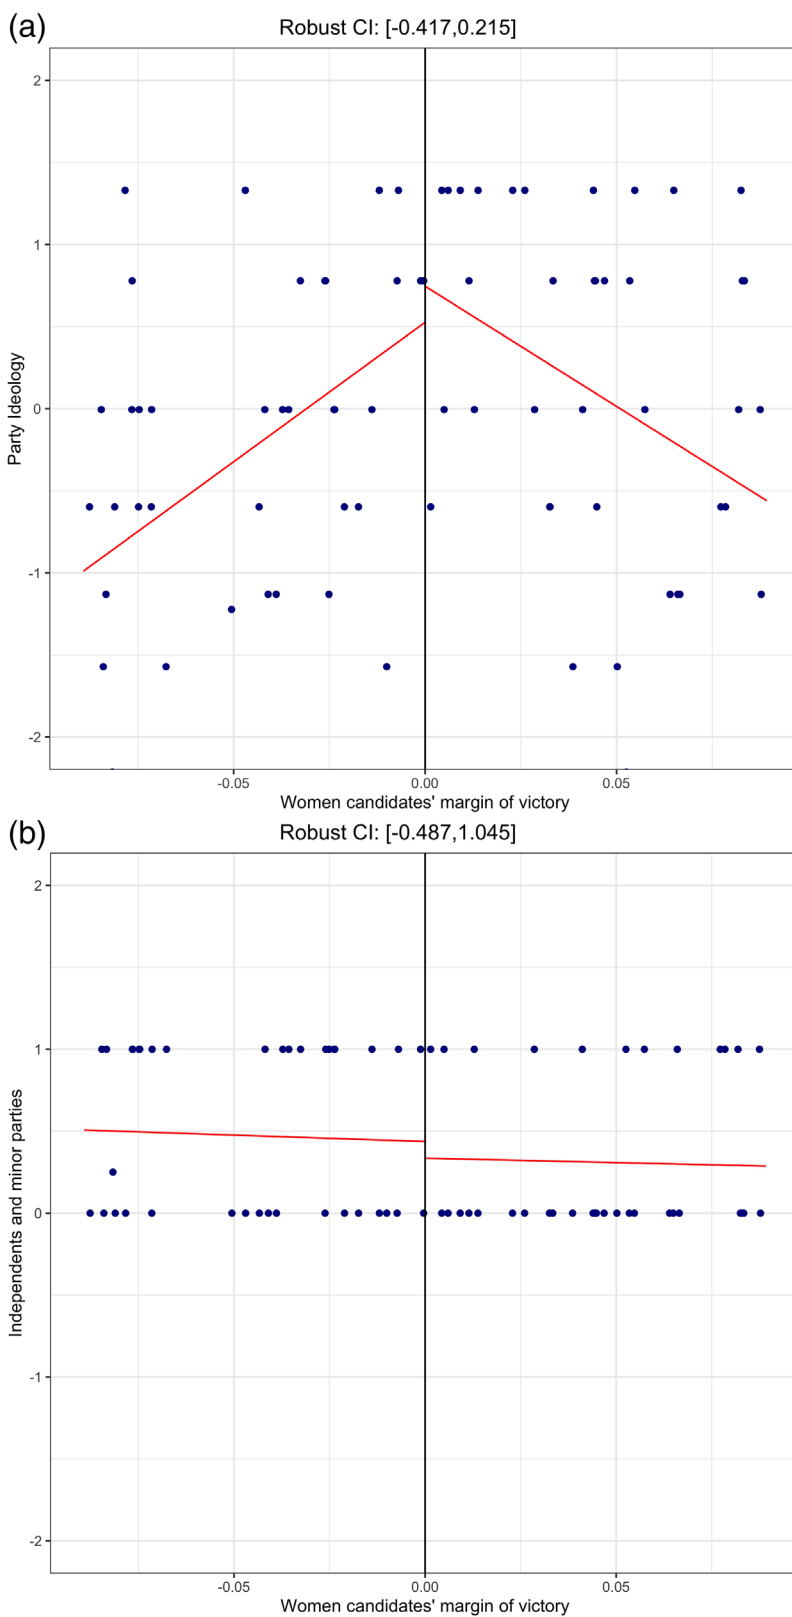 (a)
Robust CI: [-0.417,0.215]
2
1
0
-1
-2
Party Ideology
-0.05 0.00 0.05
Women candidates' margin of victory
(b)
Robust CI: [-0.487,1.045]
2
1
0
-1
-2
Independents and minor parties
-0.05 0.00 0.05
Women candidates' margin of victory